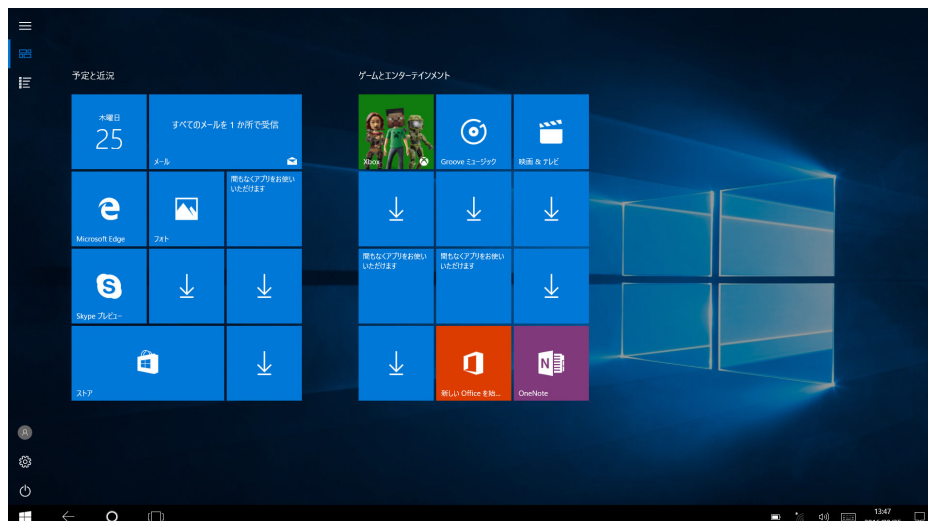 予定と近況
ゲームとエンターテインメント
木曜日
25
すべてのメールを 1 か所で受信
メール
Xbox
Groove ミュージック
映画 & テレビ
Microsoft Edge
フォト
間もなくアプリをお使い
いただけます
間もなくアプリをお使い
いただけます
間もなくアプリをお使い
いただけます
Skype プレビュー
ストア
新しい Office を始...
N
OneNote
13:47